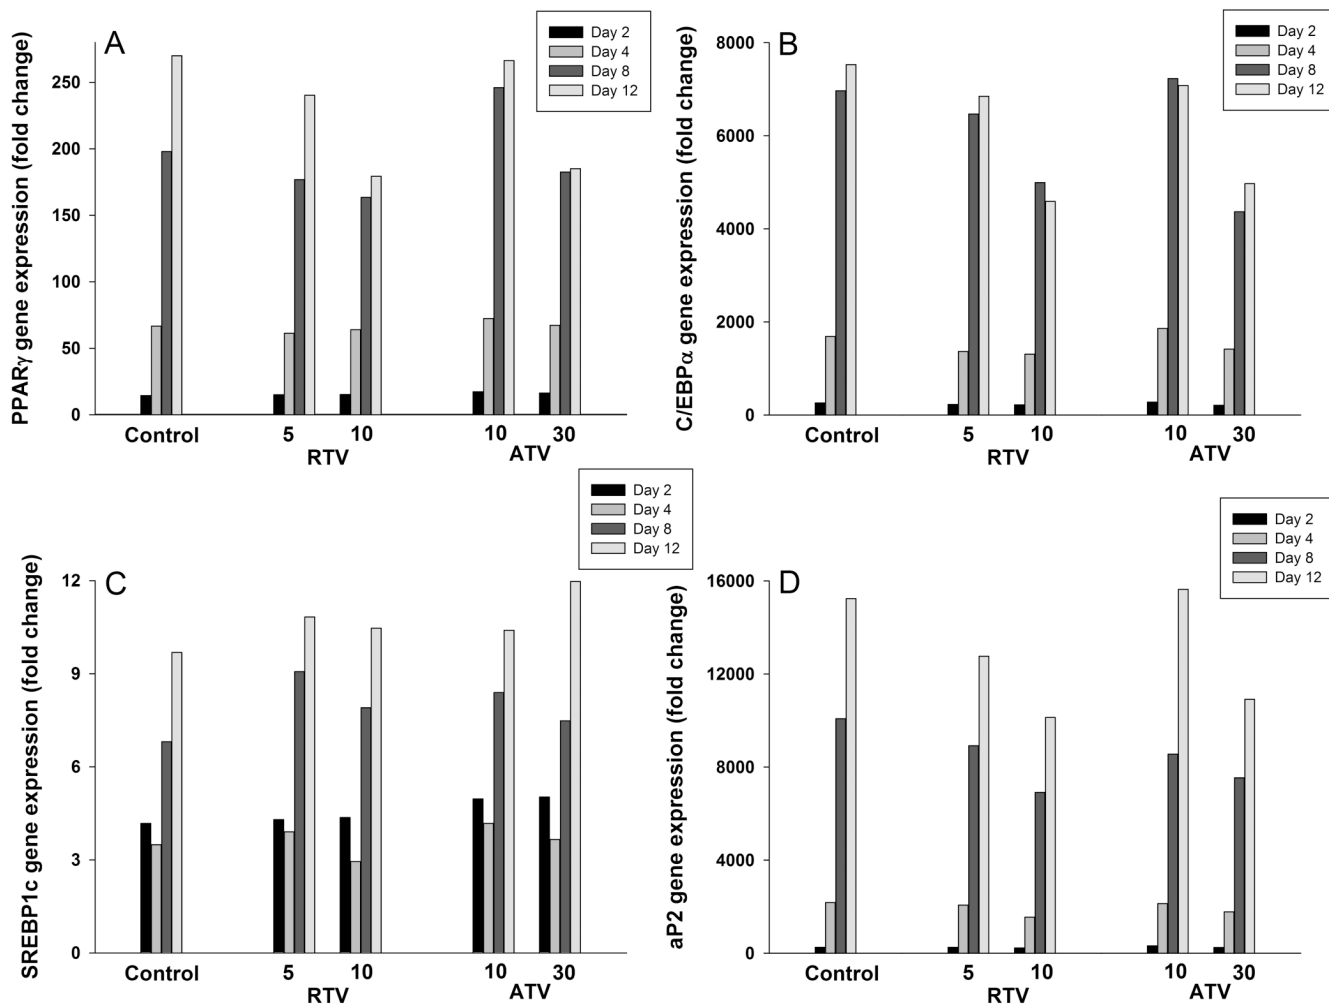 A
PPARγ gene expression (fold change)
Day 2
Day 4
Day 8
Day 12
250
200
150
100
50
0
Control
5
10
10
30
RTV
ATV
B
C/EBPα gene expression (fold change)
Day 2
Day 4
Day 8
Day 12
8000
6000
4000
2000
0
Control
5
10
10
30
RTV
ATV
C
SREBP1c gene expression (fold change)
Day 2
Day 4
Day 8
Day 12
12
9
6
3
0
Control
5
10
10
30
RTV
ATV
D
aP2 gene expression (fold change)
Day 2
Day 4
Day 8
Day 12
16000
12000
8000
4000
0
Control
5
10
10
30
RTV
ATV